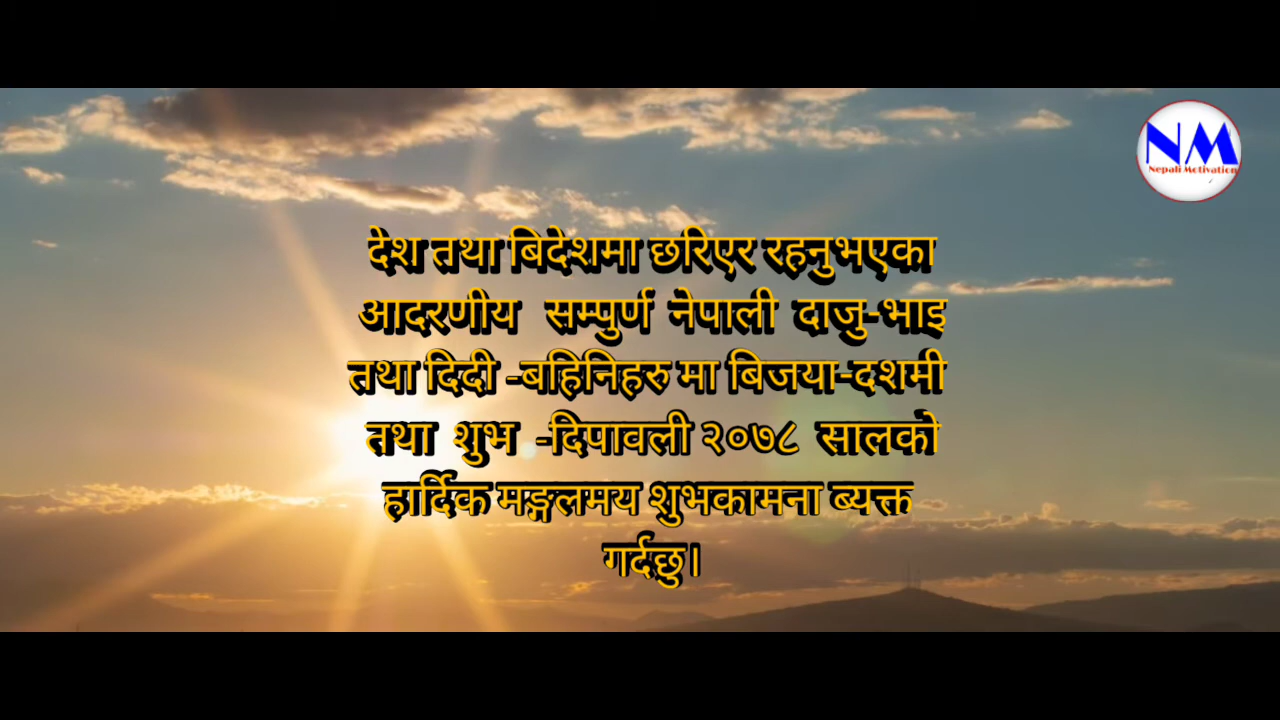 NM
Nepali Motivation
देश तथा बिदेशमा छरिएर रहनुभएका
आदरणीय सम्पुर्ण नेपाली दाजु-भाइ
तथा दिदी -बहिनिहरु मा बिजया-दशमी
तथा शुभ -दिपावली २०७८ सालको
हार्दिक मङ्गलमय शुभकामना ब्यक्त
गर्दछु।